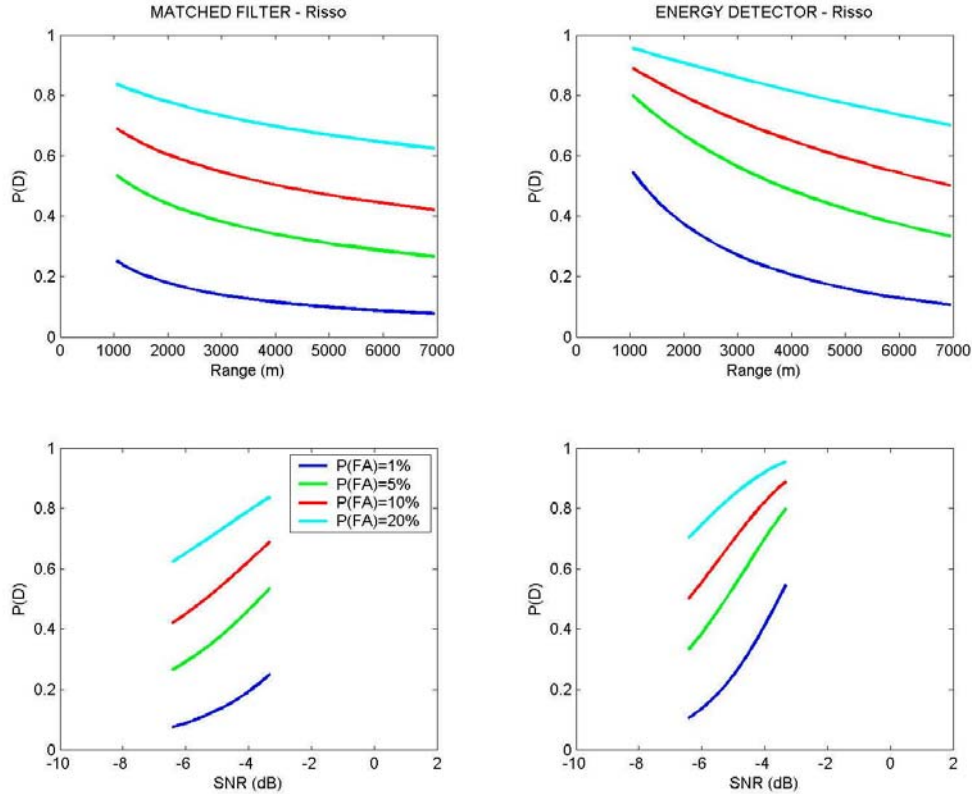 MATCHED FILTER - Risso
P(D)
1
0.8
0.6
0.4
0.2
0
0 1000 2000 3000 4000 5000 6000 7000
Range (m)
ENERGY DETECTOR - Risso
P(D)
1
0.8
0.6
0.4
0.2
0
0 1000 2000 3000 4000 5000 6000 7000
Range (m)
P(D)
1
0.8
0.6
0.4
0.2
0
-10 -8 -6 -4 -2 0 2
SNR (dB)
P(FA)=1%
P(FA)=5%
P(FA)=10%
P(FA)=20%
P(D)
1
0.8
0.6
0.4
0.2
0
-10 -8 -6 -4 -2 0 2
SNR (dB)